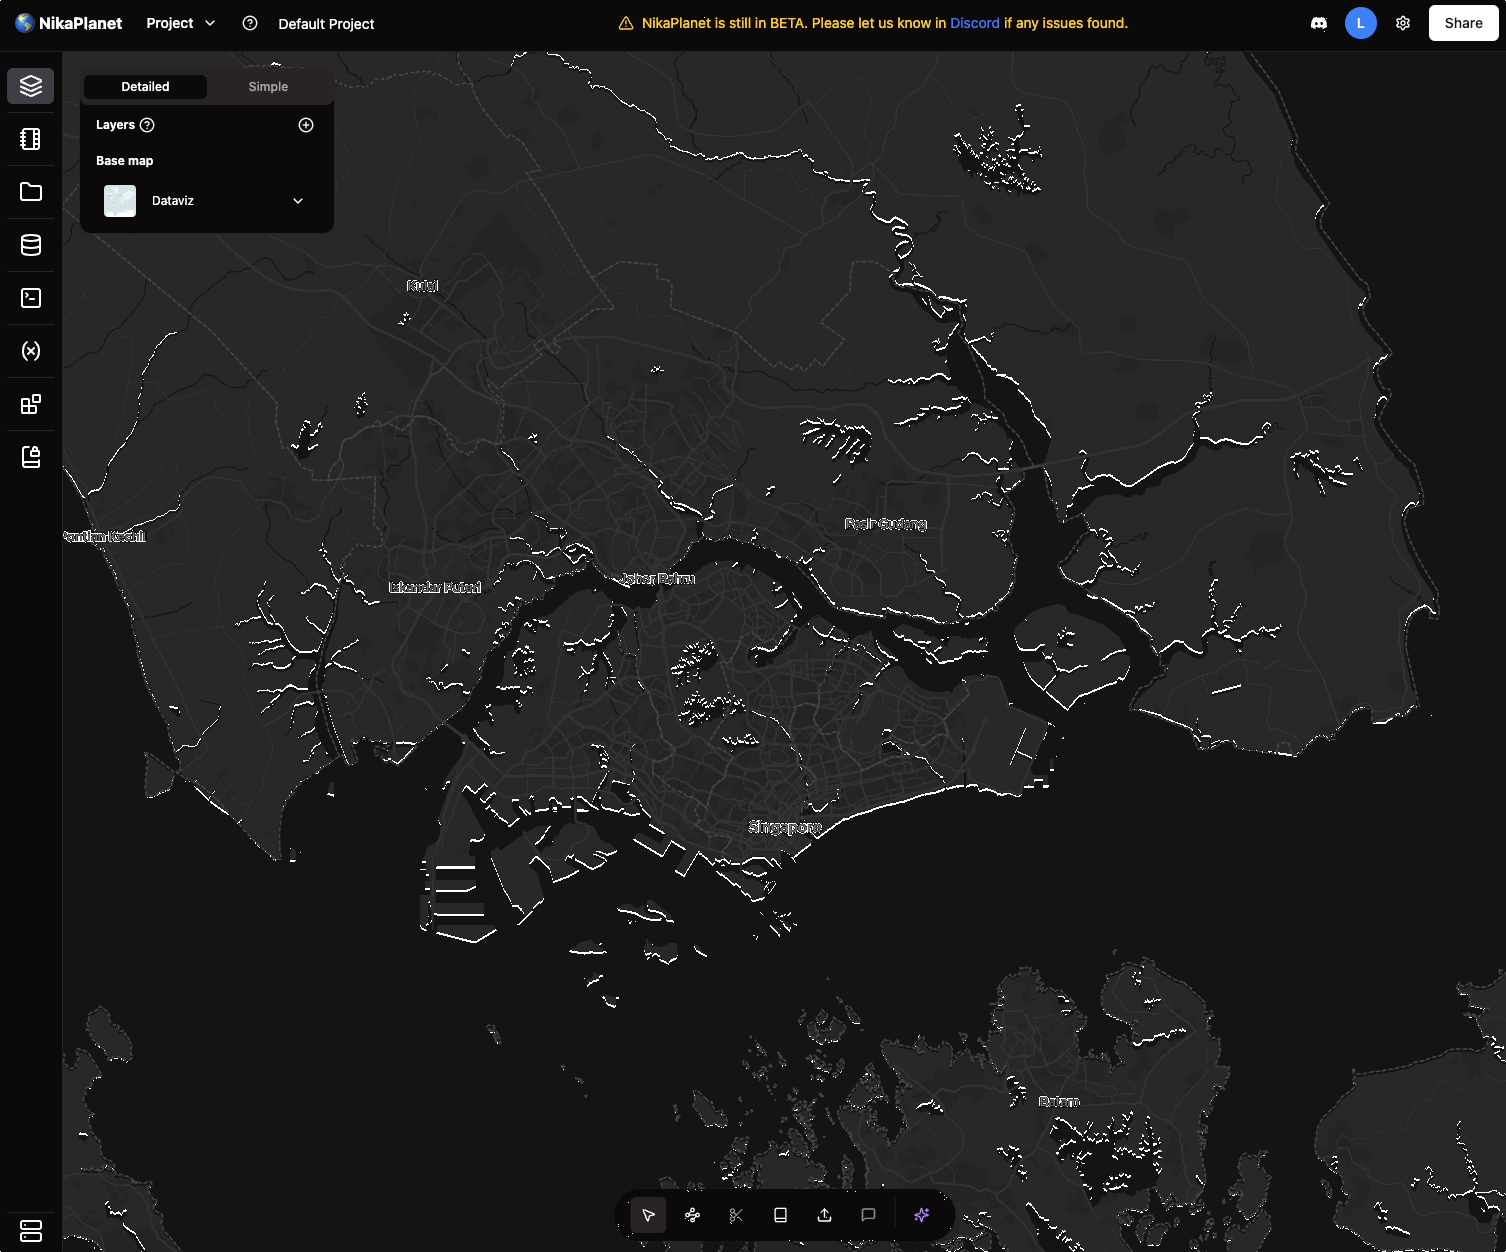 NikaPlanet
Project
Default Project
NikaPlanet is still in BETA. Please let us know in Discord if any issues found.
L
Share
Detailed
Simple
Layers
Base map
Dataviz
Kulai
Pontian Kechil
Pasir Gudang
Iskandar Puteri
Johor Bahru
Singapore
Batam